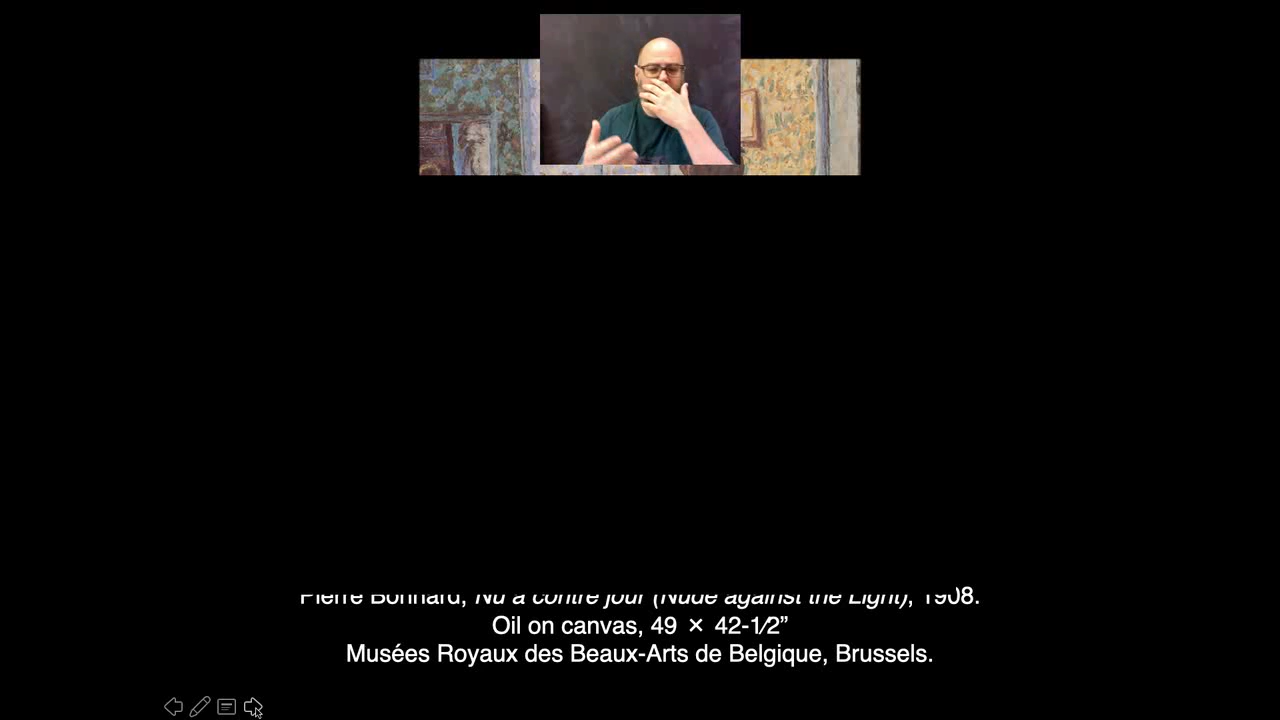 Pierre Bonnard, Nu à contre jour (Nude against the Light), 1908.
Oil on canvas, 49 × 42-1/2”
Musées Royaux des Beaux-Arts de Belgique, Brussels.